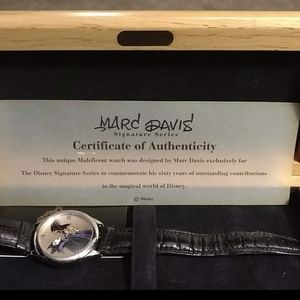 MARC DAVIS
Signature Series
Certificate of Authenticity
This unique Maleficent watch was designed by Marc Davis exclusively for
The Disney Signature Series to commemorate his sixty years of outstanding contributions
to the magical world of Disney.
© Disney